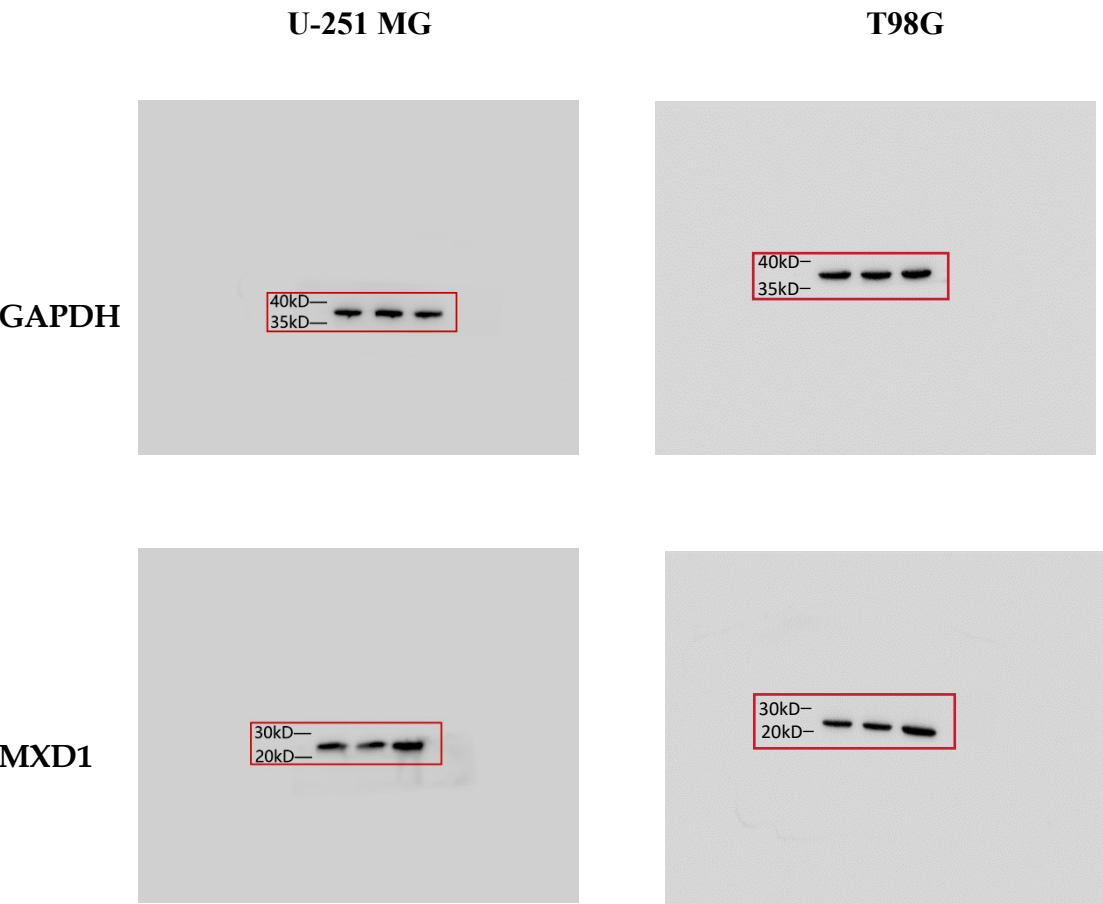 U-251 MG
T98G
GAPDH
40kD—
35kD—
40kD–
35kD–
MXD1
30kD—
20kD—
30kD–
20kD–